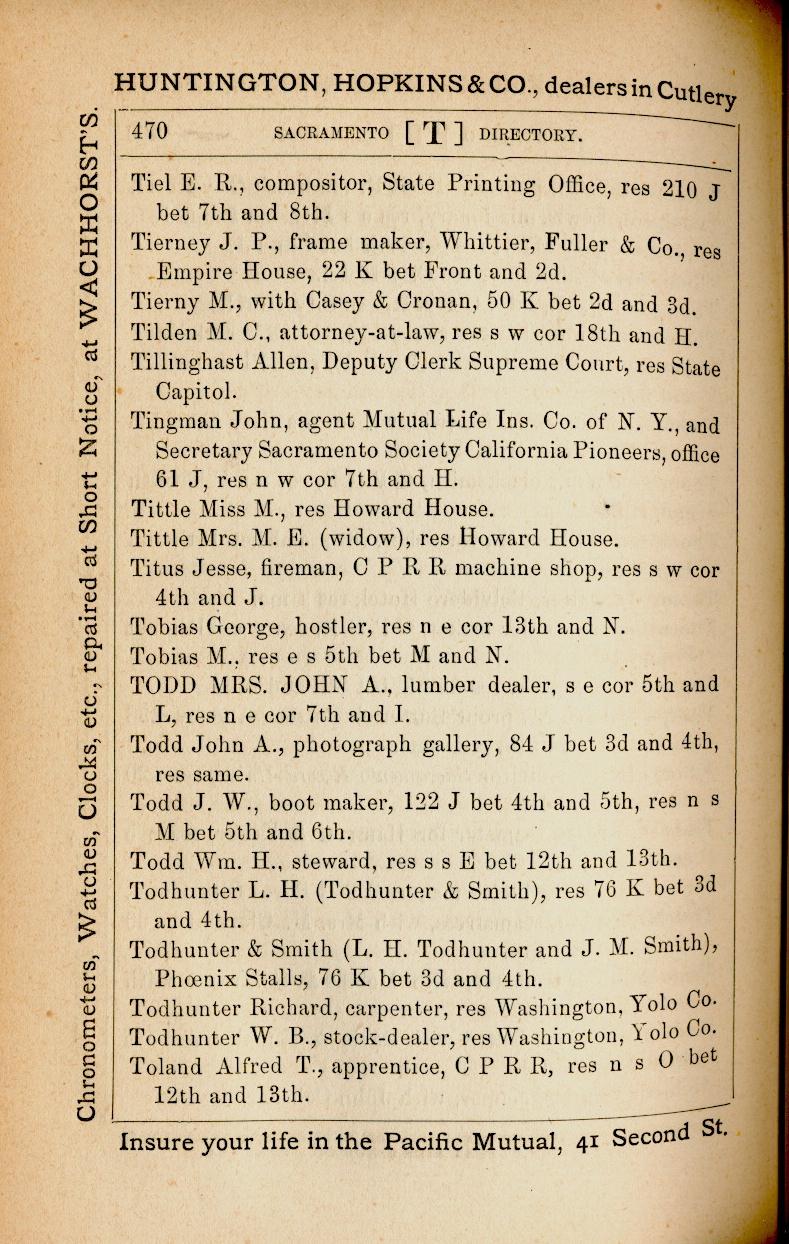 HUNTINGTON, HOPKINS & CO., dealers in Cutlery
Chronometers, Watches, Clocks, etc., repaired at Short Notice, at WACHHORST'S.
470 SACRAMENTO [ T ] DIRECTORY.
Tiel E. R., compositor, State Printing Office, res 210 J
bet 7th and 8th.
Tierney J. P., frame maker, Whittier, Fuller & Co., res
Empire House, 22 K bet Front and 2d.
Tierny M., with Casey & Cronan, 50 K bet 2d and 3d.
Tilden M. C., attorney-at-law, res s w cor 18th and H.
Tillinghast Allen, Deputy Clerk Supreme Court, res State
Capitol.
Tingman John, agent Mutual Life Ins. Co. of N. Y., and
Secretary Sacramento Society California Pioneers, office
61 J, res n w cor 7th and H.
Tittle Miss M., res Howard House.
Tittle Mrs. M. E. (widow), res Howard House.
Titus Jesse, fireman, C P R R machine shop, res s w cor
4th and J.
Tobias George, hostler, res n e cor 13th and N.
Tobias M., res e s 5th bet M and N.
TODD MRS. JOHN A., lumber dealer, s e cor 5th and
L, res n e cor 7th and I.
Todd John A., photograph gallery, 84 J bet 3d and 4th,
res same.
Todd J. W., boot maker, 122 J bet 4th and 5th, res n s
M bet 5th and 6th.
Todd Wm. H., steward, res s s E bet 12th and 13th.
Todhunter L. H. (Todhunter & Smith), res 76 K bet 3d
and 4th.
Todhunter & Smith (L. H. Todhunter and J. M. Smith),
Phœnix Stalls, 76 K bet 3d and 4th.
Todhunter Richard, carpenter, res Washington, Yolo Co.
Todhunter W. B., stock-dealer, res Washington, Yolo Co.
Toland Alfred T., apprentice, C P R R, res n s O bet
12th and 13th.
Insure your life in the Pacific Mutual, 41 Second St.